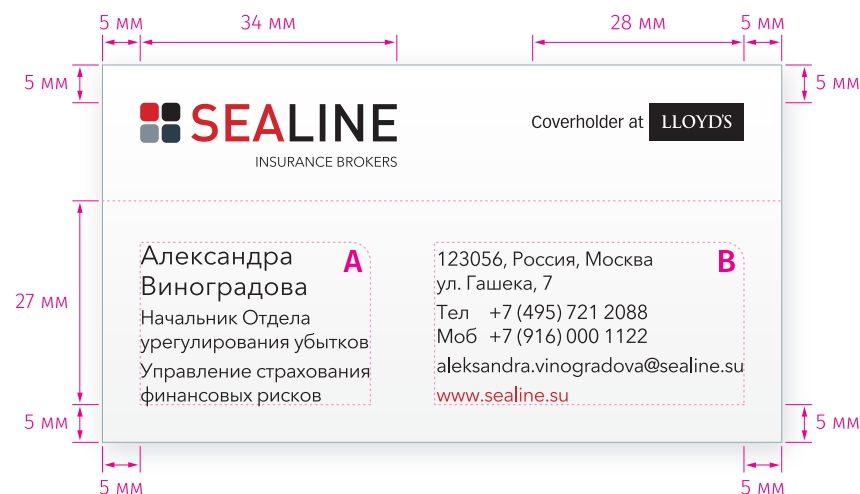 5 мм 34 мм 28 мм 5 мм
5 мм 5 мм
SEALINE
INSURANCE BROKERS
Coverholder at LLOYD'S
27 мм
Александра
Виноградова
A
Начальник Отдела
урегулирования убытков
Управление страхования
финансовых рисков
123056, Россия, Москва
B
ул. Гашека, 7
Тел +7 (495) 721 2088
Моб +7 (916) 000 1122
aleksandra.vinogradova@sealine.su
www.sealine.su
5 мм 5 мм
5 мм 5 мм